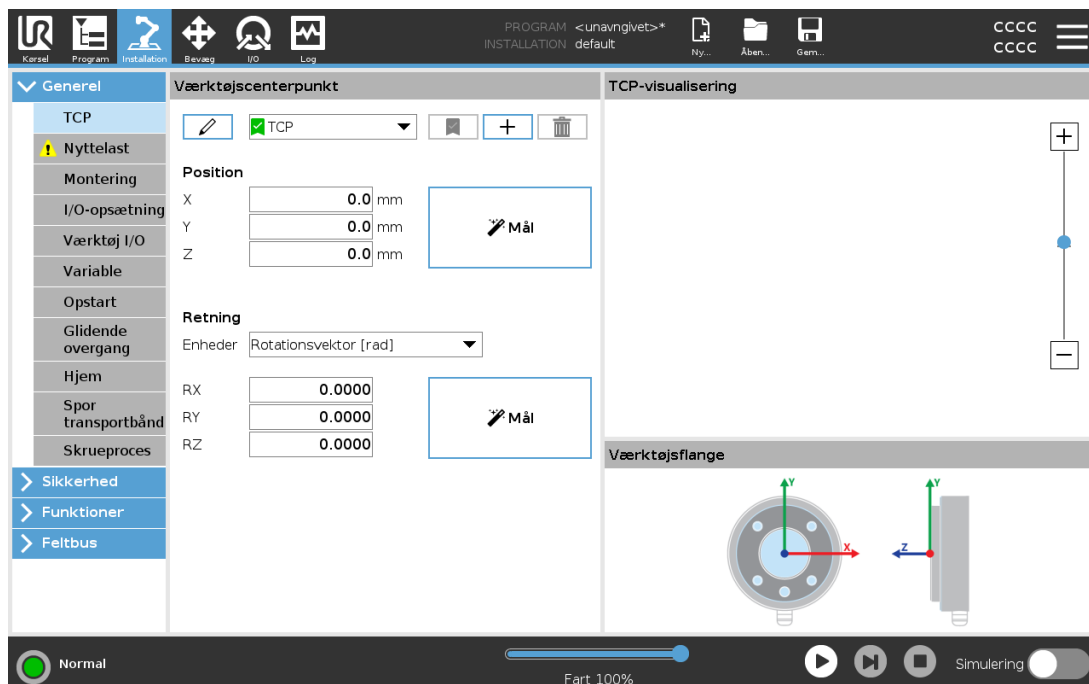 PROGRAM <unavngivet>*
INSTALLATION default
CCCC
CCCC
UR
Kørsel
Program
Installation
Bevæg
I/O
Log
Ny...
Åben...
Gem...
Generel
TCP
Nyttelast
Montering
I/O-opsætning
Værktøj I/O
Variable
Opstart
Glidende
overgang
Hjem
Spor
transportbånd
Skrueproces
Sikkerhed
Funktioner
Feltbus
Værktøjscenterpunkt
TCP
Position
X 0.0 mm
Y 0.0 mm
Z 0.0 mm
Mål
Retning
Enheder Rotationsvektor [rad]
RX 0.0000
RY 0.0000
RZ 0.0000
Mål
TCP-visualisering
Værktøjsflange
Y
X
Y
Z
Normal
Fart 100%
Simulering